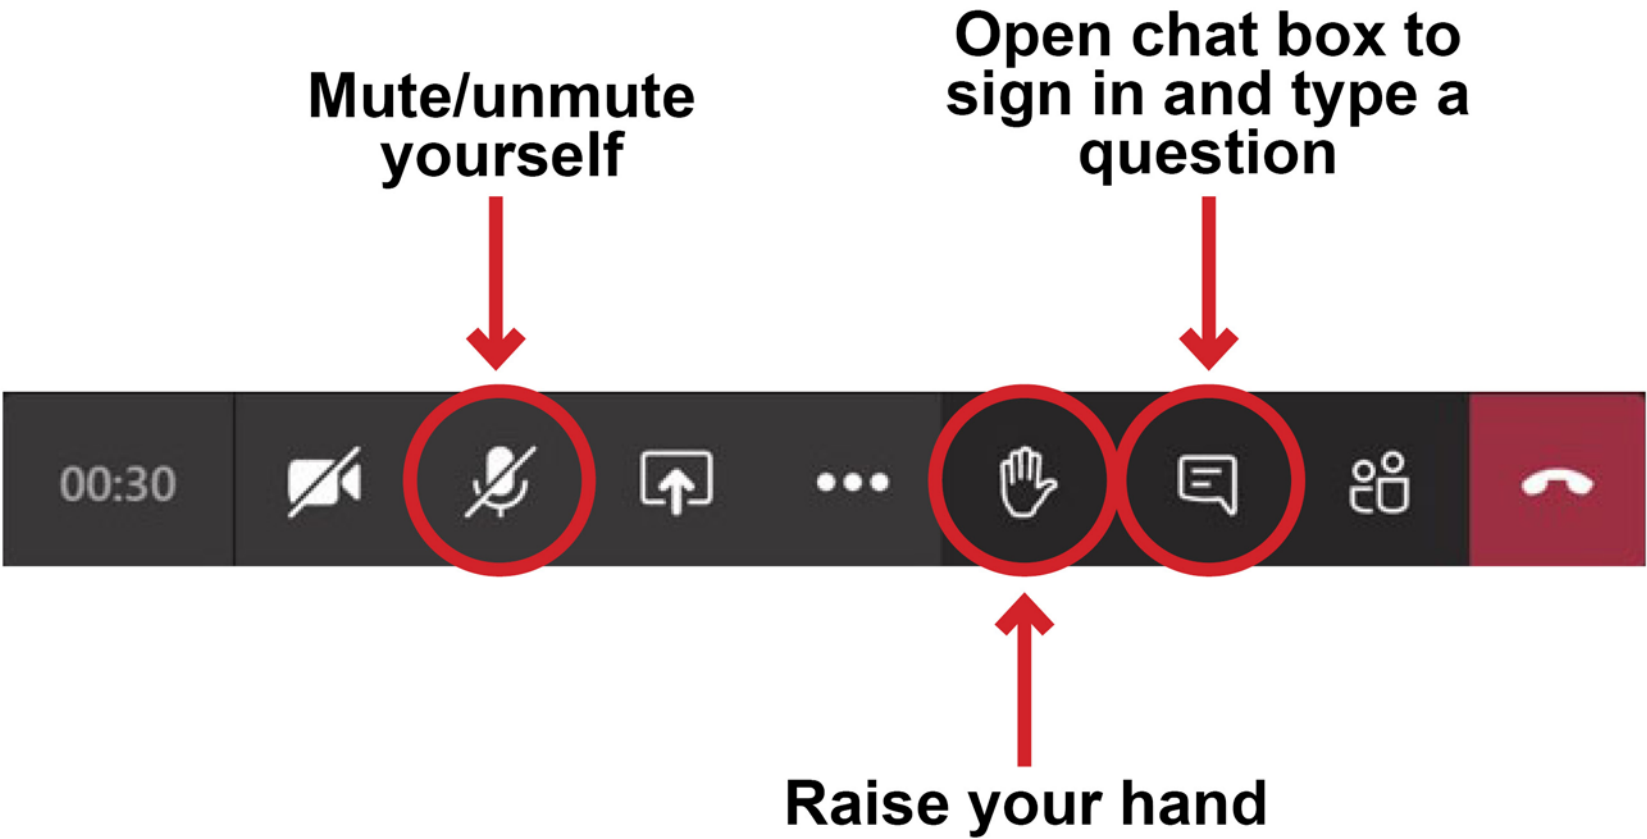 Mute/unmute
yourself
Open chat box to
sign in and type a
question
00:30
Raise your hand